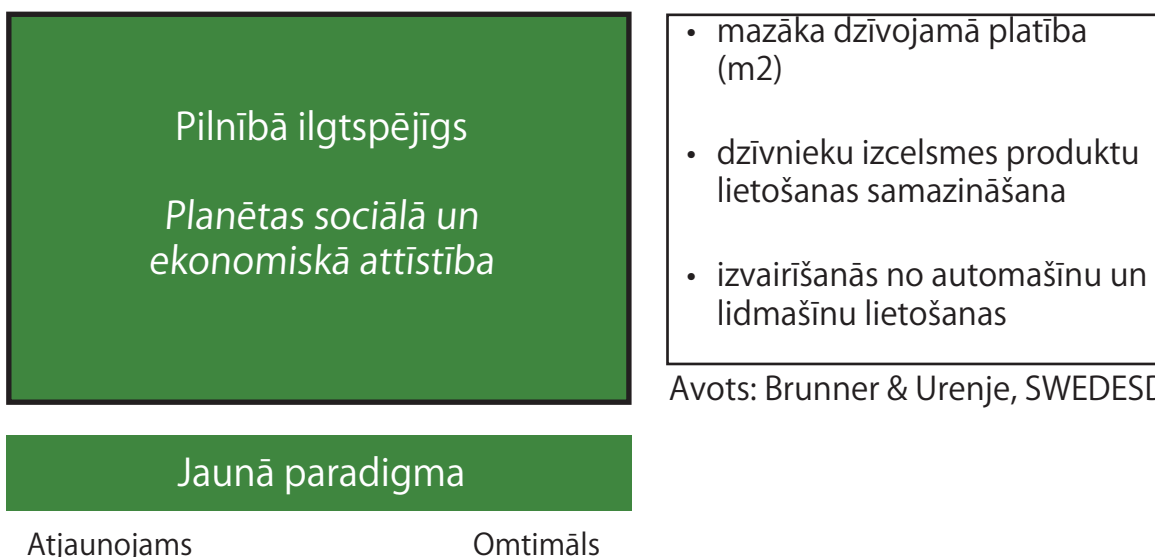 Pilnībā ilgtspējīgs
Planētas sociālā un
ekonomiskā attīstība
• mazāka dzīvojamā platība
(m2)
• dzīvnieku izcelsmes produktu
lietošanas samazināšana
• izvairīšanās no automašīnu un
lidmašīnu lietošanas
Avots: Brunner & Urenje, SWEDESD
Jaunā paradigma
Atjaunojams
Omtimāls